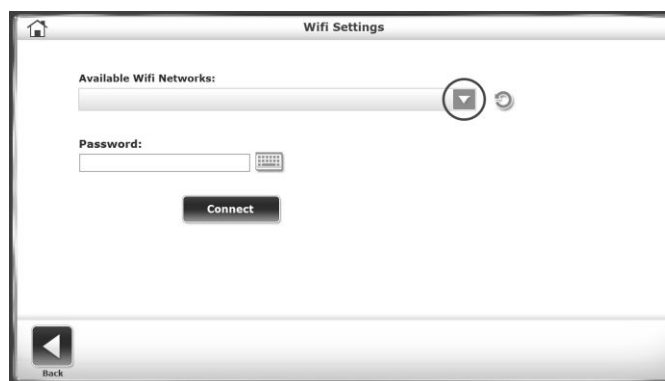 Wifi Settings
Available Wifi Networks:
Password:
Connect
Back